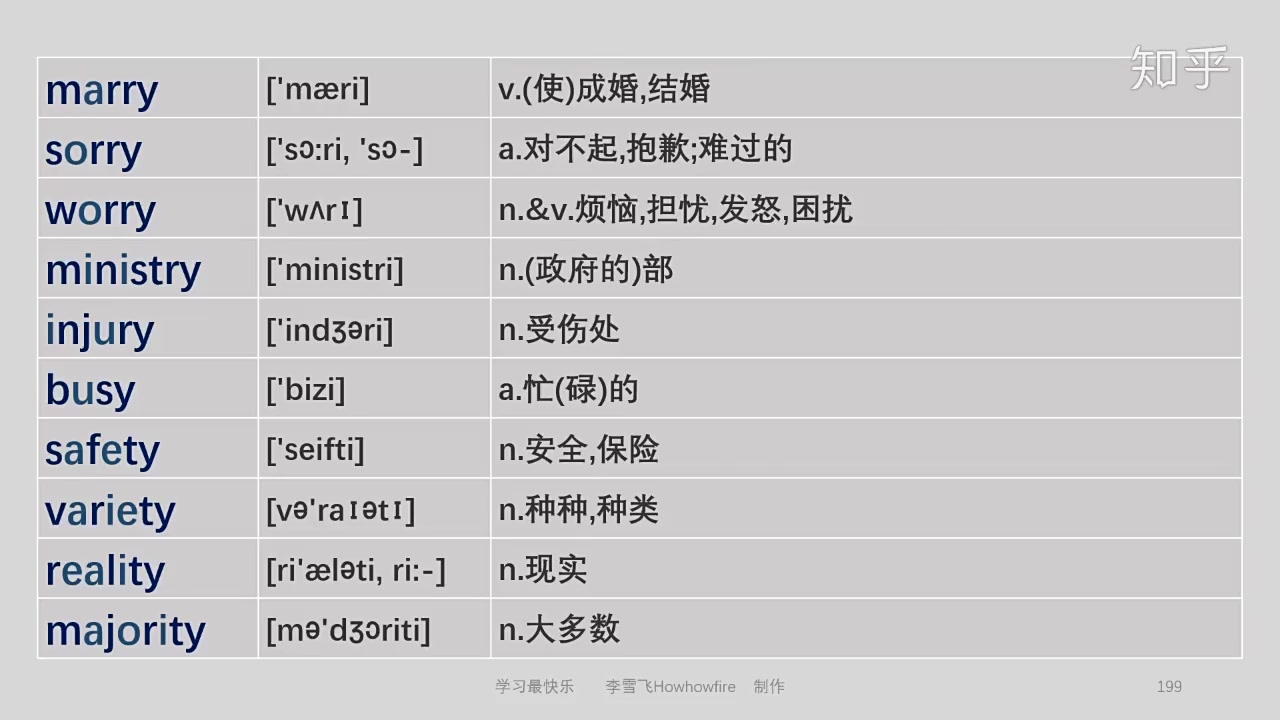 知乎
marry ['mæri] v.(使)成婚,结婚
sorry ['sɔ:ri, 'sɔ-] a.对不起,抱歉;难过的
worry ['wʌrɪ] n.&v.烦恼,担忧,发怒,困扰
ministry ['ministri] n.(政府的)部
injury ['indʒəri] n.受伤处
busy ['bizi] a.忙(碌)的
safety ['seifti] n.安全,保险
variety [və'raɪətɪ] n.种种,种类
reality [ri'æləti, ri:-] n.现实
majority [mə'dʒɔriti] n.大多数
学习最快乐 李雪飞Howhowfire 制作 199